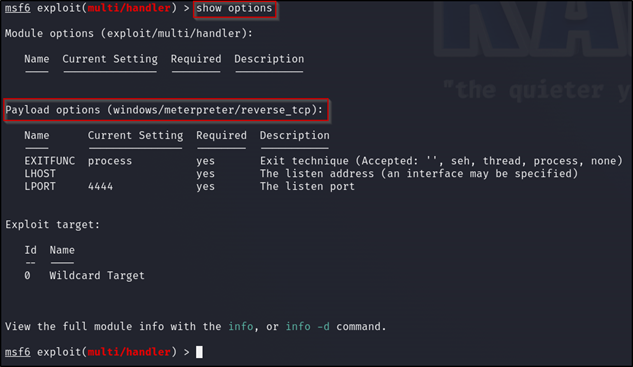 msf6 exploit(multi/handler) > show options
Module options (exploit/multi/handler):
Name Current Setting Required Description
---- --------------- -------- -----------
"the quieter y
Payload options (windows/meterpreter/reverse_tcp):
Name Current Setting Required Description
---- --------------- -------- -----------
EXITFUNC process yes Exit technique (Accepted: '', seh, thread, process, none)
LHOST yes The listen address (an interface may be specified)
LPORT 4444 yes The listen port
Exploit target:
Id Name
-- ----
0 Wildcard Target
View the full module info with the info, or info -d command.
msf6 exploit(multi/handler) >